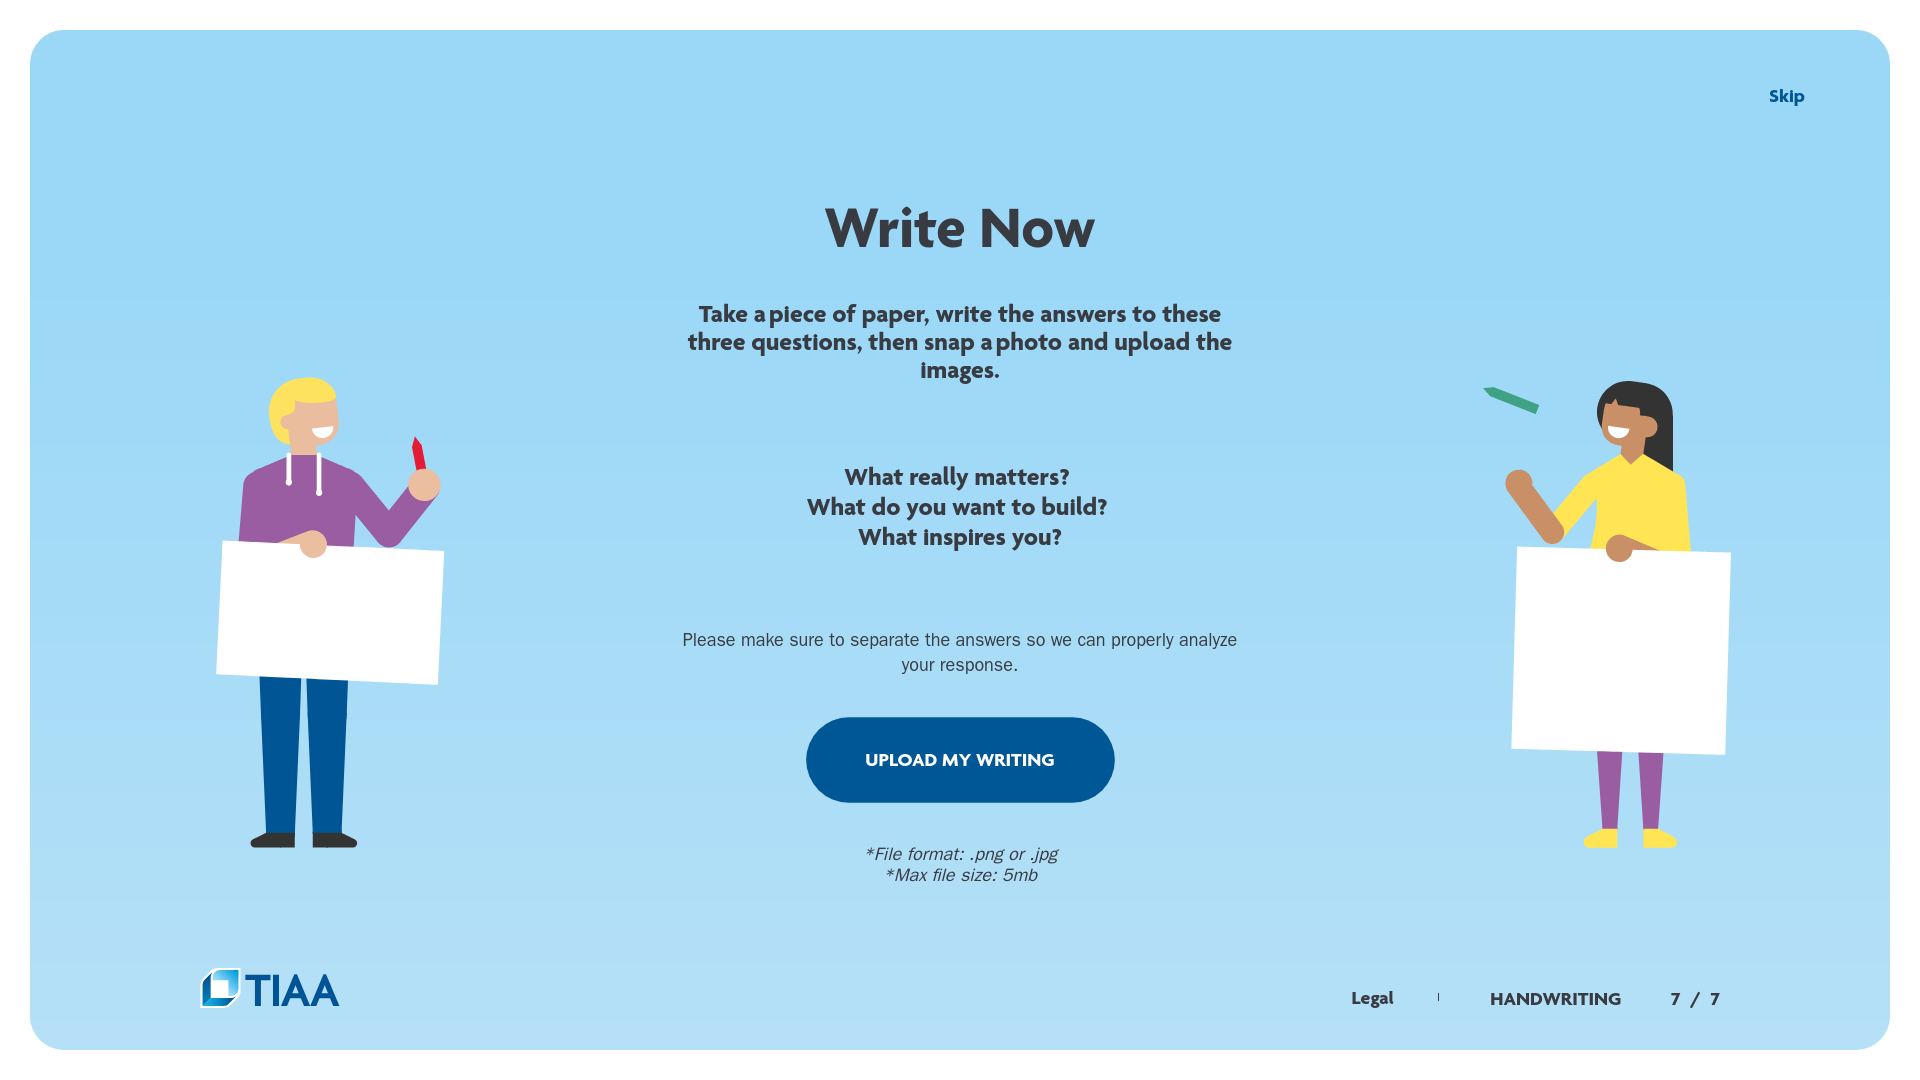 Skip
Write Now
Take a piece of paper, write the answers to these
three questions, then snap a photo and upload the
images.
What really matters?
What do you want to build?
What inspires you?
Please make sure to separate the answers so we can properly analyze
your response.
UPLOAD MY WRITING
*File format: .png or .jpg
*Max file size: 5mb
TIAA
Legal | HANDWRITING 7 / 7